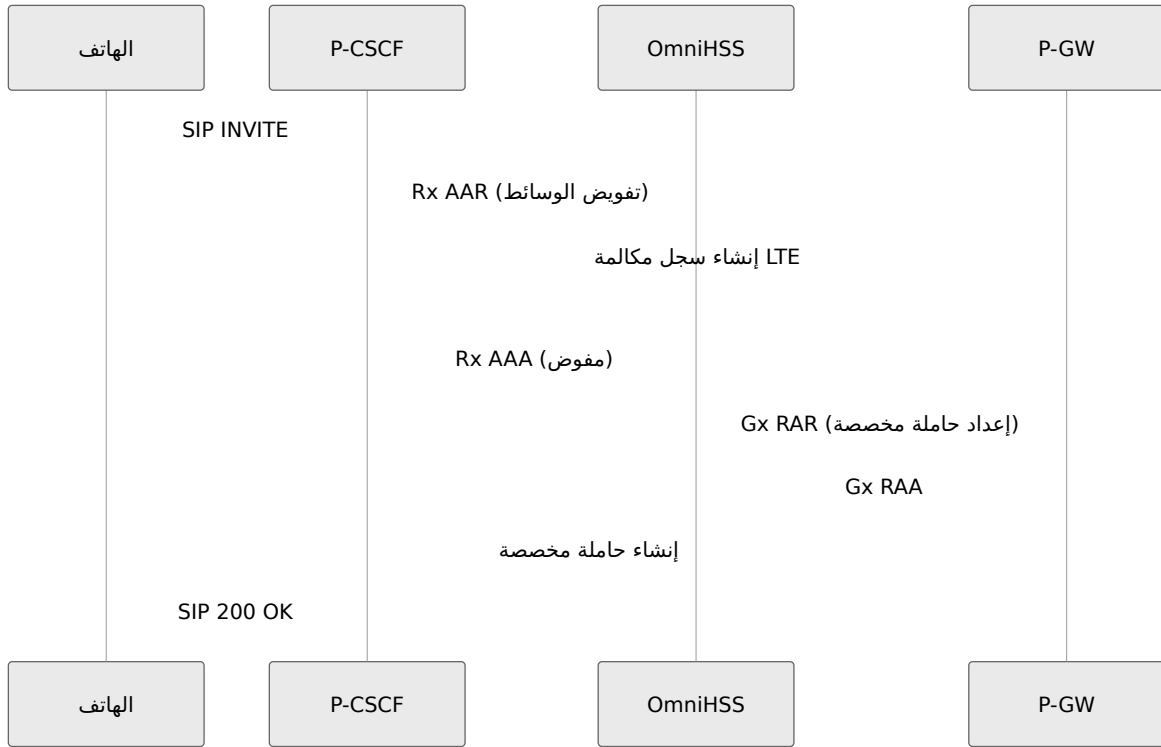 الهاتف
P-CSCF
OmniHSS
P-GW
SIP INVITE
Rx AAR (تفويض الوسائط)
إنشاء سجل مكالمة LTE
Rx AAA (مفوض)
Gx RAR (إعداد حاملة مخصصة)
Gx RAA
إنشاء حاملة مخصصة
SIP 200 OK
الهاتف
P-CSCF
OmniHSS
P-GW